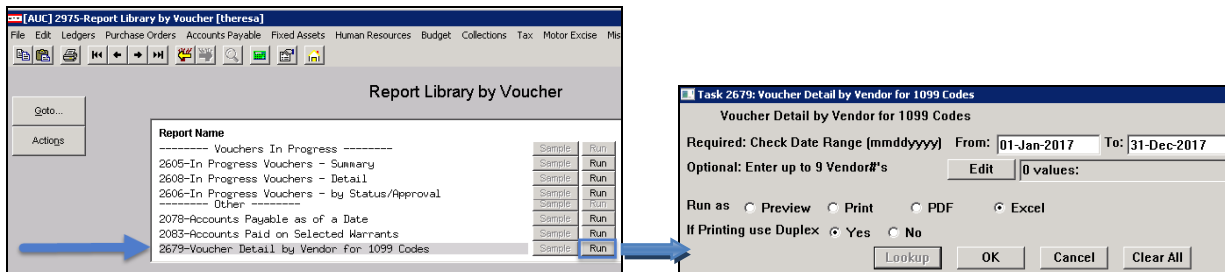 [AUC] 2975-Report Library by Voucher [theresa]
File Edit Ledgers Purchase Orders Accounts Payable Fixed Assets Human Resources Budget Collections Tax Motor Excise Mis
Report Library by Voucher
Goto...
Actions
Report Name
-------- Vouchers In Progress --------
Sample Run
2605-In Progress Vouchers - Summary Sample Run
2608-In Progress Vouchers - Detail Sample Run
2606-In Progress Vouchers - by Status/Approval Sample Run
-------- Other -------- Sample Run
2078-Accounts Payable as of a Date Sample Run
2083-Accounts Paid on Selected Warrants Sample Run
2679-Voucher Detail by Vendor for 1099 Codes Sample Run
Task 2679: Voucher Detail by Vendor for 1099 Codes
Voucher Detail by Vendor for 1099 Codes
Required: Check Date Range (mmddyyyy) From: 01-Jan-2017 To: 31-Dec-2017
Optional: Enter up to 9 Vendor#'s Edit 0 values:
Run as Preview Print PDF Excel
If Printing use Duplex Yes No
Lookup OK Cancel Clear All